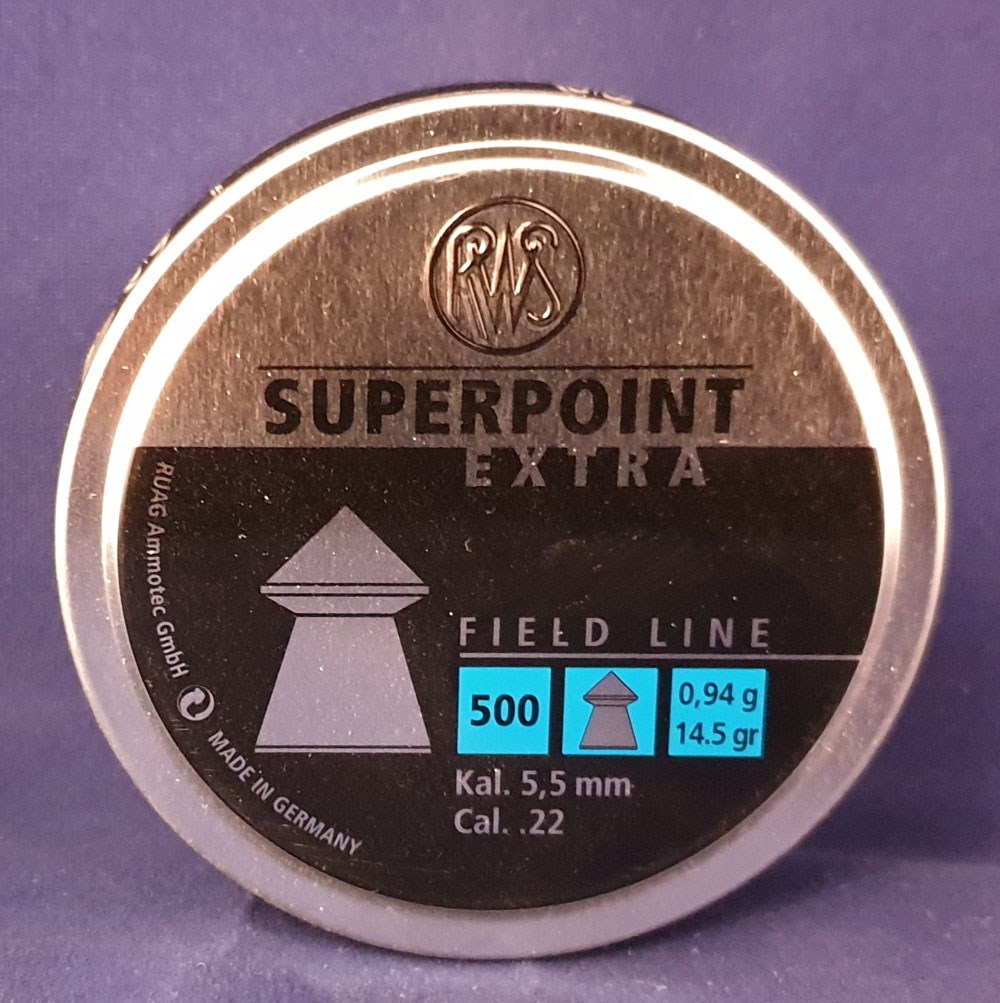 RWS
SUPERPOINT
EXTRA
FIELD LINE
500
0,94 g
14.5 gr
Kal. 5,5 mm
Cal. .22
RUAG Ammotec GmbH
MADE IN GERMANY